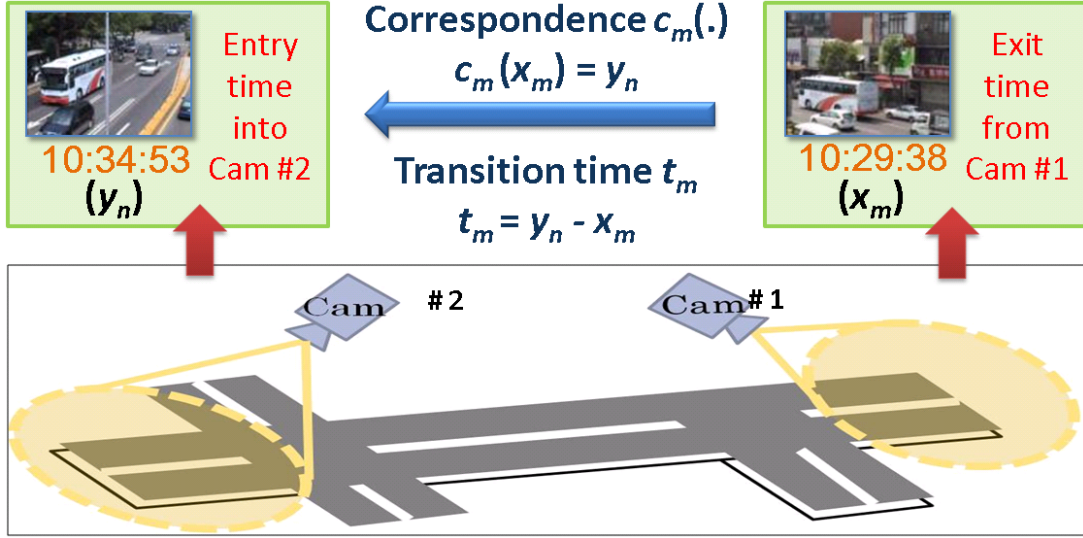 Entry
time
into
Cam #2
10:34:53
(yₙ)
Correspondence cₘ(.)
cₘ(xₘ) = yₙ
Transition time tₘ
tₘ = yₙ - xₘ
Exit
time
from
Cam #1
10:29:38
(xₘ)
Cam # 2
Cam # 1